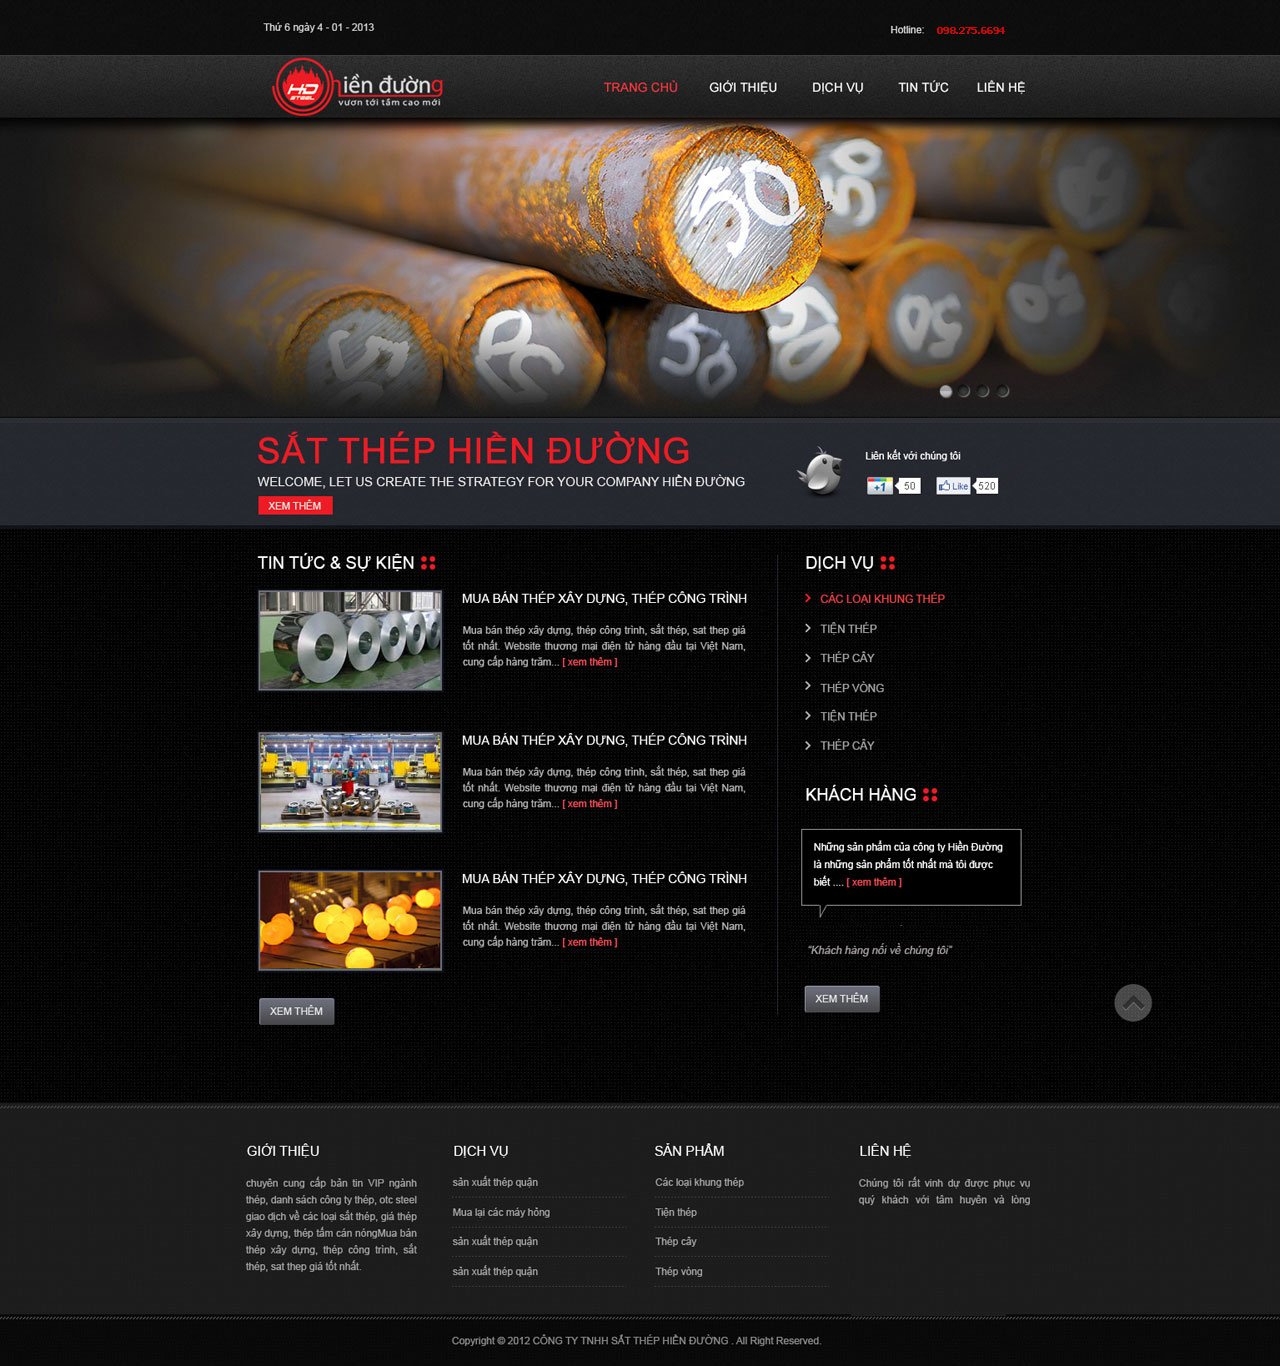 Thứ 6 ngày 4 - 01 - 2013
Hotline: 098.275.6694
HD STEEL
hiền đường
vươn tới tầm cao mới
TRANG CHỦ
GIỚI THIỆU
DỊCH VỤ
TIN TỨC
LIÊN HỆ
50
50
50
50
50
50
SẮT THÉP HIỀN ĐƯỜNG
WELCOME, LET US CREATE THE STRATEGY FOR YOUR COMPANY HIỀN ĐƯỜNG
XEM THÊM
Liên kết với chúng tôi
+1 50
Like 520
TIN TỨC & SỰ KIỆN
MUA BÁN THÉP XÂY DỰNG, THÉP CÔNG TRÌNH
Mua bán thép xây dựng, thép công trình, sắt thép, sat thep giá
tốt nhất. Website thương mại điện tử hàng đầu tại Việt Nam,
cung cấp hàng trăm... [ xem thêm ]
MUA BÁN THÉP XÂY DỰNG, THÉP CÔNG TRÌNH
Mua bán thép xây dựng, thép công trình, sắt thép, sat thep giá
tốt nhất. Website thương mại điện tử hàng đầu tại Việt Nam,
cung cấp hàng trăm... [ xem thêm ]
MUA BÁN THÉP XÂY DỰNG, THÉP CÔNG TRÌNH
Mua bán thép xây dựng, thép công trình, sắt thép, sat thep giá
tốt nhất. Website thương mại điện tử hàng đầu tại Việt Nam,
cung cấp hàng trăm... [ xem thêm ]
XEM THÊM
DỊCH VỤ
CÁC LOẠI KHUNG THÉP
TIỆN THÉP
THÉP CÂY
THÉP VÒNG
TIỆN THÉP
THÉP CÂY
KHÁCH HÀNG
Những sản phẩm của công ty Hiền Đường
là những sản phẩm tốt nhất mà tôi được
biết .... [ xem thêm ]
"Khách hàng nối về chúng tôi"
XEM THÊM
GIỚI THIỆU
chuyên cung cấp bản tin VIP ngành
thép, danh sách công ty thép, otc steel
giao dịch về các loại sắt thép, giá thép
xây dựng, thép tấm cán nóngMua bán
thép xây dựng, thép công trình, sắt
thép, sat thep giá tốt nhất.
DỊCH VỤ
sản xuất thép quận
Mua lại các máy hỏng
sản xuất thép quận
sản xuất thép quận
SẢN PHẨM
Các loại khung thép
Tiện thép
Thép cây
Thép vòng
LIÊN HỆ
Chúng tôi rất vinh dự được phục vụ
quý khách với tâm huyên và lòng
Copyright © 2012 CÔNG TY TNHH SẮT THÉP HIỀN ĐƯỜNG . All Right Reserved.